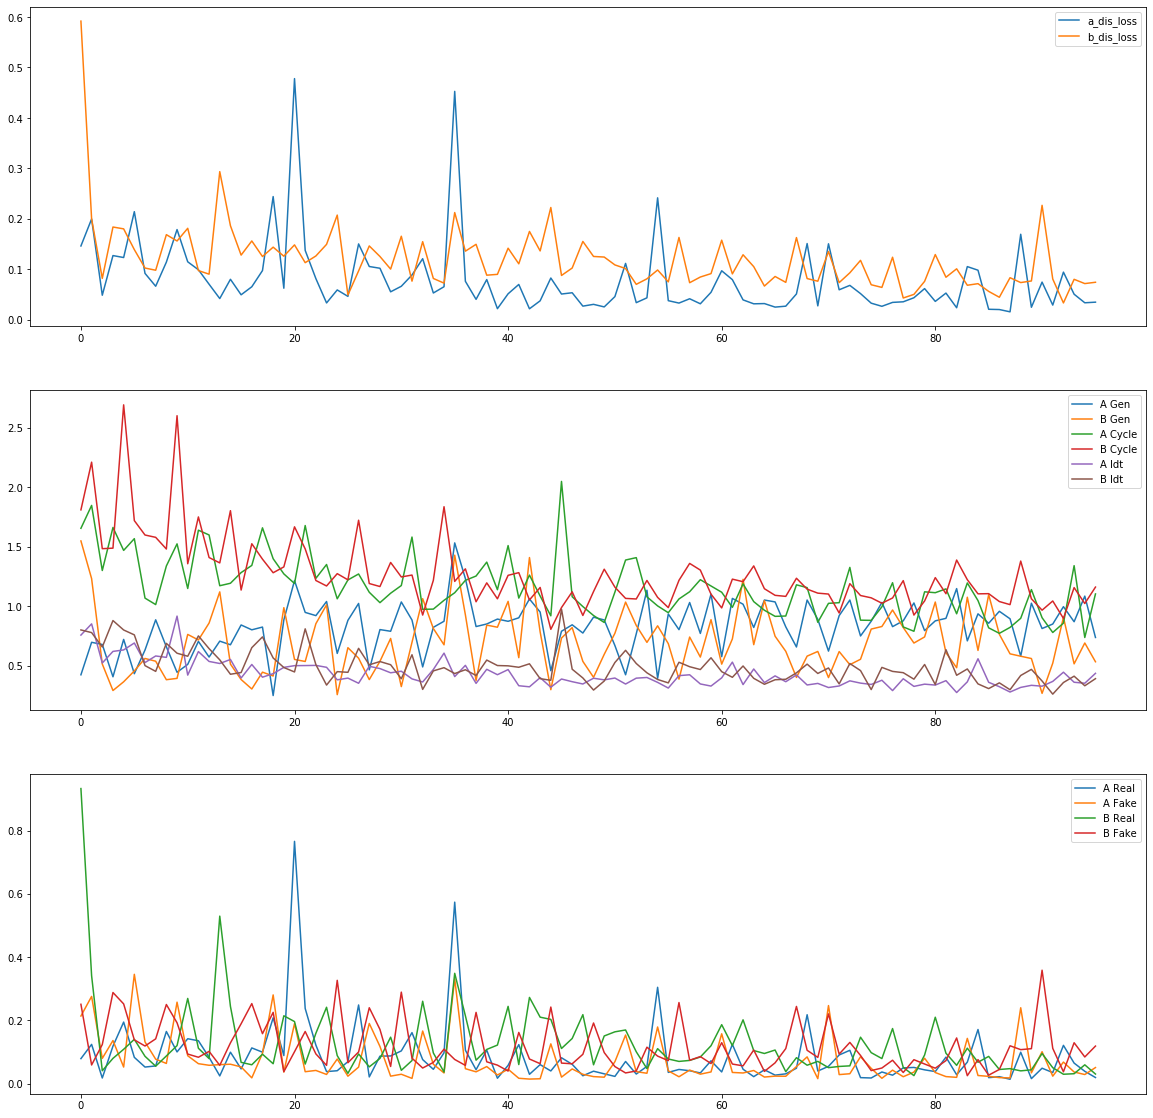 0.6
0.5
0.4
0.3
0.2
0.1
0.0
a_dis_loss
b_dis_loss
0 20 40 60 80
2.5
2.0
1.5
1.0
0.5
A Gen
B Gen
A Cycle
B Cycle
A Idt
B Idt
0 20 40 60 80
0.8
0.6
0.4
0.2
0.0
A Real
A Fake
B Real
B Fake
0 20 40 60 80